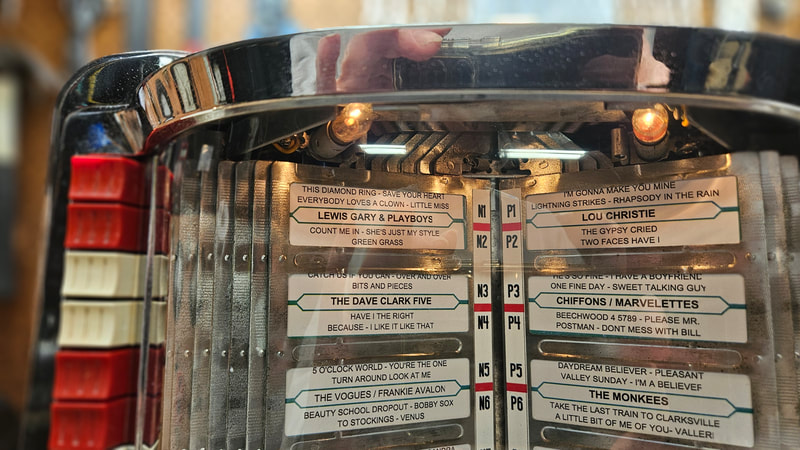 THIS DIAMOND RING - SAVE YOUR HEART
EVERYBODY LOVES A CLOWN - LITTLE MISS
LEWIS GARY & PLAYBOYS
COUNT ME IN - SHE'S JUST MY STYLE
GREEN GRASS
N1
N2
P1
P2
I'M GONNA MAKE YOU MINE
LIGHTNING STRIKES - RHAPSODY IN THE RAIN
LOU CHRISTIE
THE GYPSY CRIED
TWO FACES HAVE I
CATCH US IF YOU CAN - OVER AND OVER
BITS AND PIECES
THE DAVE CLARK FIVE
HAVE I THE RIGHT
BECAUSE - I LIKE IT LIKE THAT
N3
N4
P3
P4
HE'S SO FINE - I HAVE A BOYFRIEND
ONE FINE DAY - SWEET TALKING GUY
CHIFFONS / MARVELETTES
BEECHWOOD 4 5789 - PLEASE MR.
POSTMAN - DONT MESS WITH BILL
5 O'CLOCK WORLD - YOU'RE THE ONE
TURN AROUND LOOK AT ME
THE VOGUES / FRANKIE AVALON
BEAUTY SCHOOL DROPOUT - BOBBY SOX
TO STOCKINGS - VENUS
N5
N6
P5
P6
DAYDREAM BELIEVER - PLEASANT
VALLEY SUNDAY - I'M A BELIEVER
THE MONKEES
TAKE THE LAST TRAIN TO CLARKSVILLE
A LITTLE BIT OF ME OF YOU- VALLERI